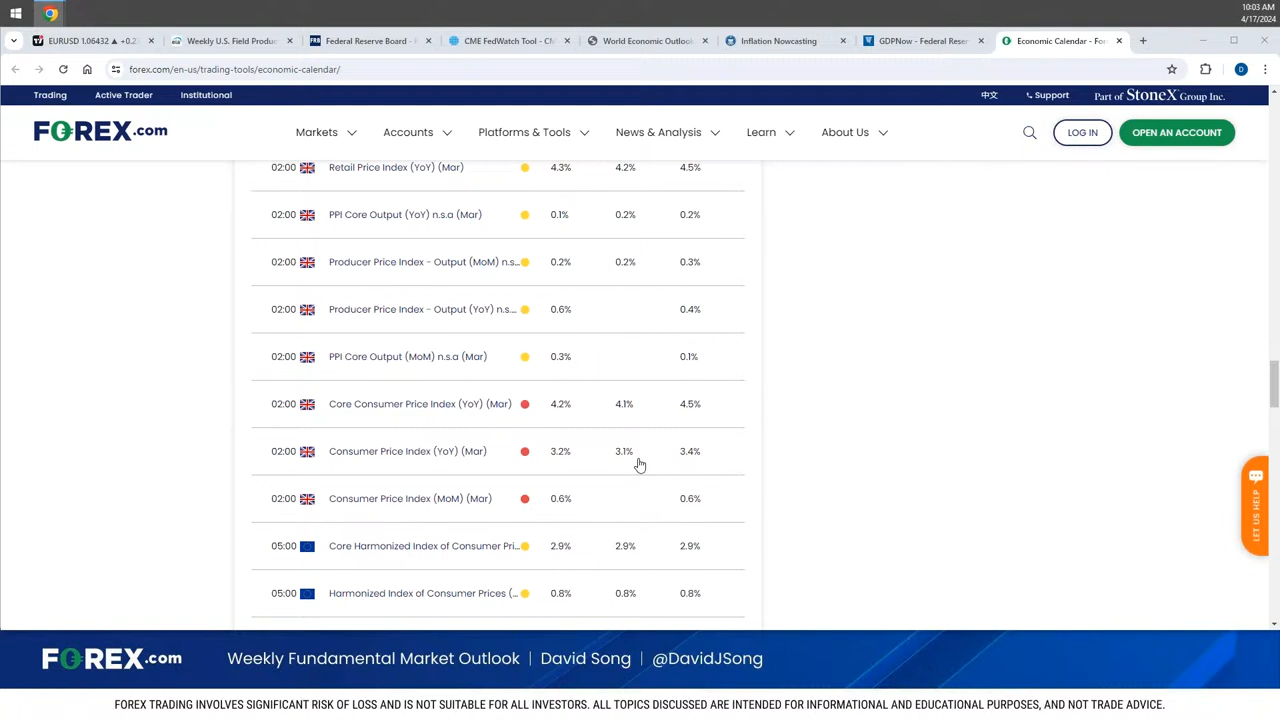 10:03 AM
4/17/2024
EURUSD 1.06432 ▲ +0.2
Weekly U.S. Field Produc
FRB Federal Reserve Board - F
CME FedWatch Tool - CM
World Economic Outlook
Inflation Nowcasting
GDPNow - Federal Reser
Economic Calendar - For
forex.com/en-us/trading-tools/economic-calendar/
D
Trading
Active Trader
Institutional
中文
Support
Part of StoneX Group Inc.
FOREX.com
Markets
Accounts
Platforms & Tools
News & Analysis
Learn
About Us
LOG IN
OPEN AN ACCOUNT
02:00 Retail Price Index (YoY) (Mar) 4.3% 4.2% 4.5%
02:00 PPI Core Output (YoY) n.s.a (Mar) 0.1% 0.2% 0.2%
02:00 Producer Price Index - Output (MoM) n.s... 0.2% 0.2% 0.3%
02:00 Producer Price Index - Output (YoY) n.s.... 0.6% 0.4%
02:00 PPI Core Output (MoM) n.s.a (Mar) 0.3% 0.1%
02:00 Core Consumer Price Index (YoY) (Mar) 4.2% 4.1% 4.5%
02:00 Consumer Price Index (YoY) (Mar) 3.2% 3.1% 3.4%
02:00 Consumer Price Index (MoM) (Mar) 0.6% 0.6%
05:00 Core Harmonized Index of Consumer Pri... 2.9% 2.9% 2.9%
05:00 Harmonized Index of Consumer Prices (... 0.8% 0.8% 0.8%
LET US HELP
FOREX.com Weekly Fundamental Market Outlook | David Song | @DavidJSong
FOREX TRADING INVOLVES SIGNIFICANT RISK OF LOSS AND IS NOT SUITABLE FOR ALL INVESTORS. ALL TOPICS DISCUSSED ARE INTENDED FOR INFORMATIONAL AND EDUCATIONAL PURPOSES, AND NOT TRADE ADVICE.